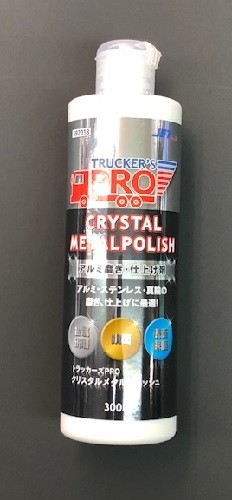 JET
TRUCKER'S
PRO
CRYSTAL
METALPOLISH
アルミ磨き・仕上げ剤
アルミ・ステンレス・真鍮の
磨き、仕上げに最適!
トラッカーズPRO
クリスタルメタルポリッシュ